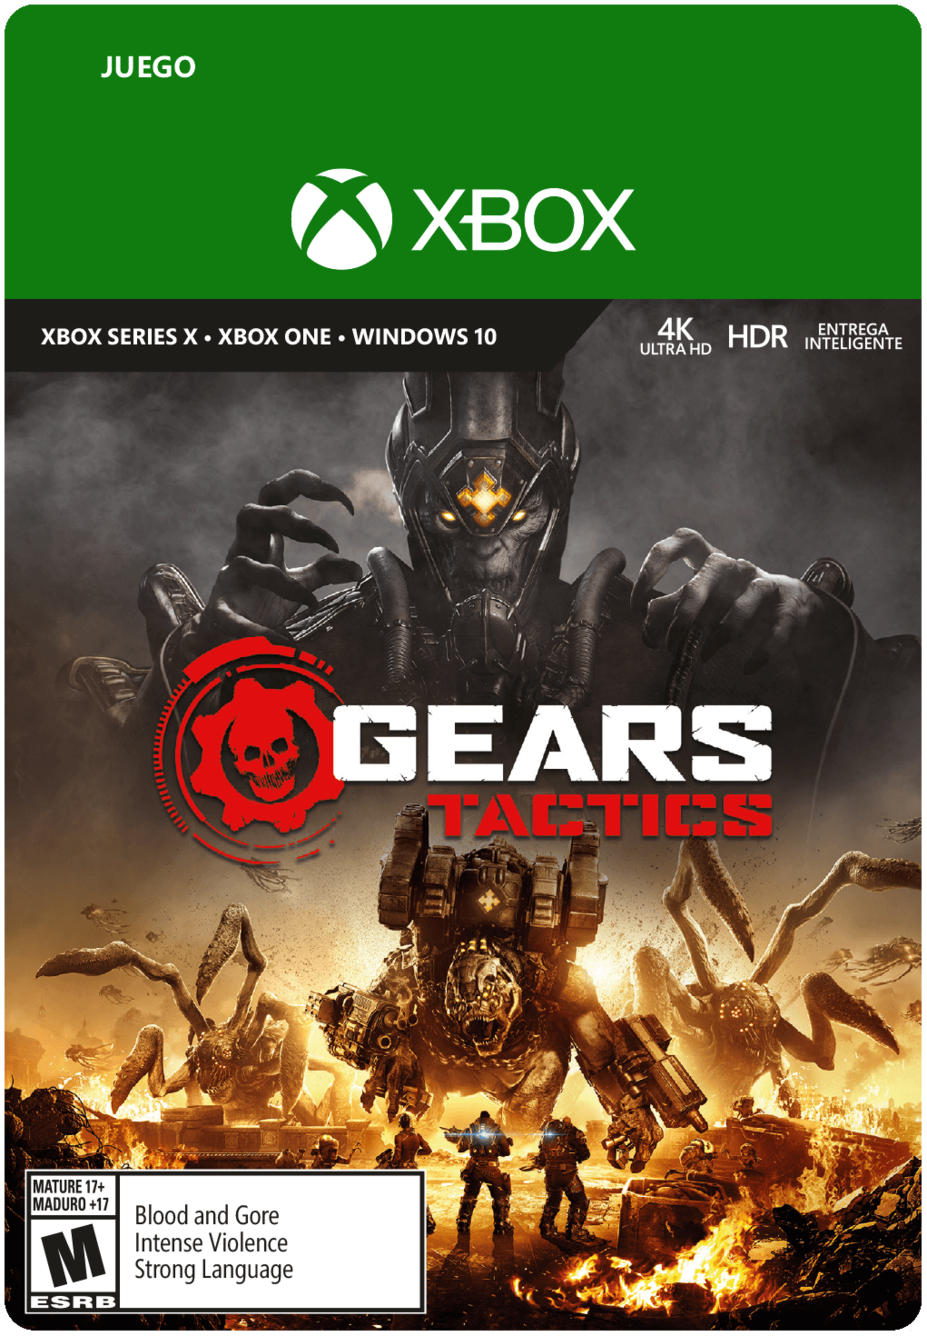 JUEGO
XBOX
XBOX SERIES X • XBOX ONE • WINDOWS 10
4K
ULTRA HD
HDR
ENTREGA
INTELIGENTE
GEARS
TACTICS
MATURE 17+
MADURO +17
M
ESRB
Blood and Gore
Intense Violence
Strong Language